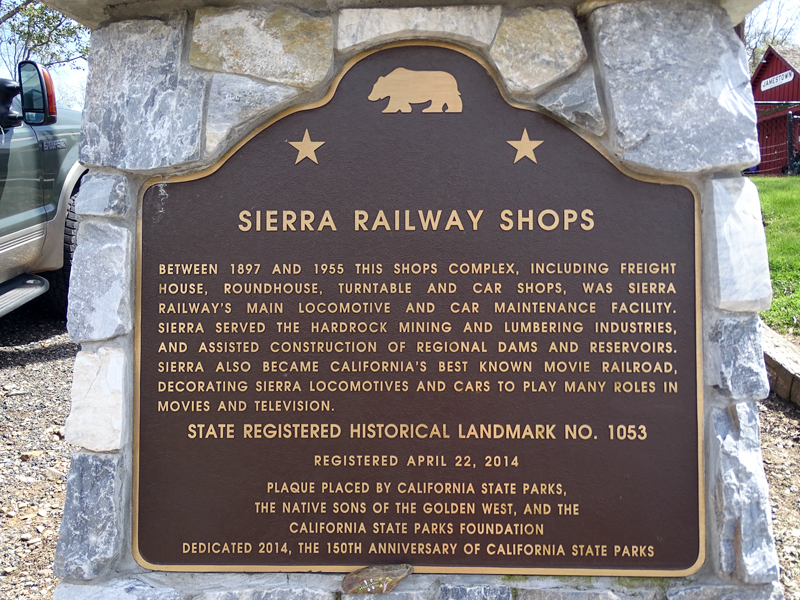 JAMESTOWN
SIERRA RAILWAY SHOPS
BETWEEN 1897 AND 1955 THIS SHOPS COMPLEX, INCLUDING FREIGHT
HOUSE, ROUNDHOUSE, TURNTABLE AND CAR SHOPS, WAS SIERRA
RAILWAY'S MAIN LOCOMOTIVE AND CAR MAINTENANCE FACILITY.
SIERRA SERVED THE HARDROCK MINING AND LUMBERING INDUSTRIES,
AND ASSISTED CONSTRUCTION OF REGIONAL DAMS AND RESERVOIRS.
SIERRA ALSO BECAME CALIFORNIA'S BEST KNOWN MOVIE RAILROAD,
DECORATING SIERRA LOCOMOTIVES AND CARS TO PLAY MANY ROLES IN
MOVIES AND TELEVISION.
STATE REGISTERED HISTORICAL LANDMARK NO. 1053
REGISTERED APRIL 22, 2014
PLAQUE PLACED BY CALIFORNIA STATE PARKS,
THE NATIVE SONS OF THE GOLDEN WEST, AND THE
CALIFORNIA STATE PARKS FOUNDATION
DEDICATED 2014, THE 150TH ANNIVERSARY OF CALIFORNIA STATE PARKS